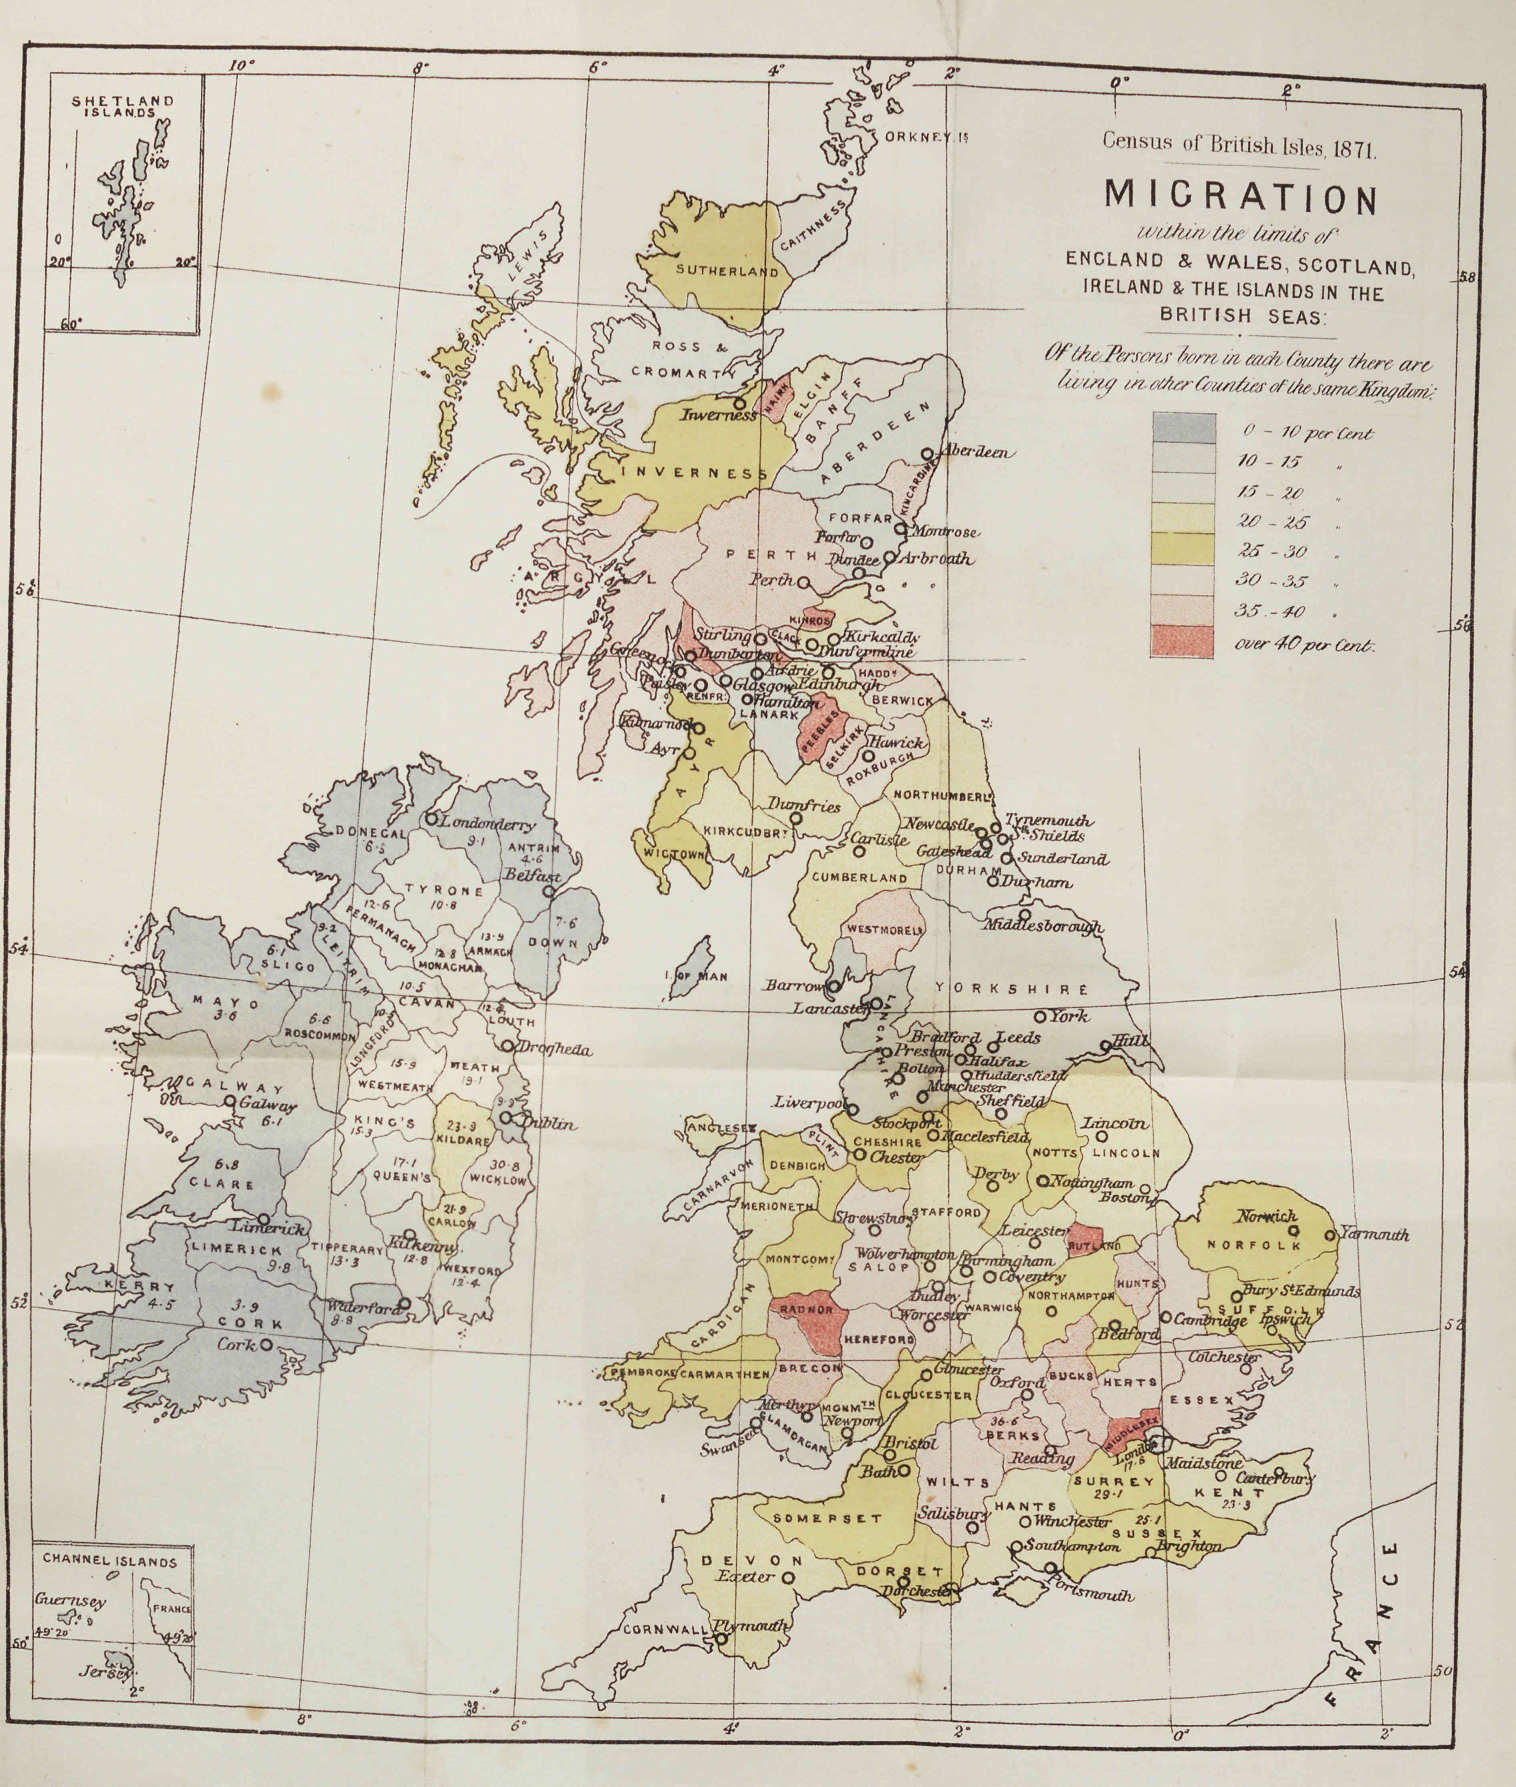 10°
8°
6°
4°
2°
0°
2°
SHETLAND
ISLANDS
0
20°
20°
60°
ORKNEY IS
Census of British Isles, 1871.
MIGRATION
within the limits of
ENGLAND & WALES, SCOTLAND,
IRELAND & THE ISLANDS IN THE
BRITISH SEAS:
Of the Persons born in each County there are
living in other Counties of the same Kingdom:
0 - 10 per Cent
10 - 15 "
15 - 20 "
20 - 25 "
25 - 30 "
30 - 35 "
35 - 40 "
over 40 per Cent.
58
56
56
54
54
52
52
50
50
LEWIS
CAITHNESS
SUTHERLAND
ROSS &
CROMARTY
Inverness
NAIRN
ELGIN
BANFF
ABERDEEN
Aberdeen
INVERNESS
KINCARDINE
FORFAR
Montrose
Forfar
Dundee
Arbroath
PERTH
Perth
ARGYLL
KINROS
Stirling
CLACK
Kirkcaldy
Dunfermline
Greenock
Dumbarton
Airdrie
Edinburgh
HADDN
Paisley
Glasgow
RENFR.
Hamilton
LANARK
BERWICK
PEEBLES
SELKIRK
Hawick
ROXBURGH
Kilmarnock
Ayr
AYR
Dumfries
KIRKCUDBRT
WIGTOWN
NORTHUMBERLD
Newcastle
Tynemouth
Sth Shields
Carlisle
Gateshead
Sunderland
CUMBERLAND
DURHAM
Durham
WESTMORELD
Middlesborough
I. OF MAN
Barrow
Lancaster
LANCASHIRE
YORKSHIRE
York
Bradford
Leeds
Hull
Preston
Halifax
Bolton
Huddersfield
Manchester
Liverpool
Sheffield
Stockport
Macclesfield
CHESHIRE
Chester
ANGLESEY
FLINT
CARNARVON
DENBIGH
NOTTS
Lincoln
LINCOLN
Derby
Nottingham
Boston
MERIONETH
Shrewsbury
STAFFORD
Leicester
RUTLAND
Norwich
Yarmouth
NORFOLK
MONTGOMY
Wolverhampton
SALOP
Birmingham
Coventry
Dudley
NORTHAMPTON
HUNTS
Bury St Edmunds
SUFFOLK
Cambridge
Ipswich
CARDIGAN
RADNOR
Worcester
WARWICK
Bedford
HEREFORD
PEMBROKE
CARMARTHEN
BRECON
Gloucester
Oxford
BUCKS
HERTS
Colchester
ESSEX
GLOUCESTER
Merthyr
MONMTH
Newport
GLAMORGAN
Swansea
36·6
BERKS
Reading
MIDDLESEX
London
17·6
Bristol
Bath
WILTS
SURREY
29·1
Maidstone
Canterbury
KENT
23·3
HANTS
Salisbury
Winchester
25·1
SUSSEX
Brighton
SOMERSET
Southampton
Portsmouth
DEVON
Exeter
DORSET
Dorchester
CORNWALL
Plymouth
DONEGAL
6·5
Londonderry
9·1
ANTRIM
4·6
Belfast
TYRONE
10·8
12·6
FERMANAGH
7·6
DOWN
13·9
ARMAGH
12·8
MONAGHAN
9·2
LEITRIM
6·1
SLIGO
MAYO
3·6
6·6
ROSCOMMON
10·5
CAVAN
LONGFORD
LOUTH
Drogheda
15·9
WESTMEATH
MEATH
19·1
GALWAY
Galway
6·1
9·3
Dublin
KING'S
15·3
23·9
KILDARE
17·1
QUEEN'S
30·8
WICKLOW
6·8
CLARE
21·9
CARLOW
Limerick
LIMERICK
9·8
TIPPERARY
13·3
Kilkenny
12·8
WEXFORD
12·4
KERRY
4·5
Waterford
8·8
3·9
CORK
Cork
CHANNEL ISLANDS
Guernsey
49°20'
FRANCE
49°20'
Jersey
2°
FRANCE
8°
6°
4°
2°
0°
2°